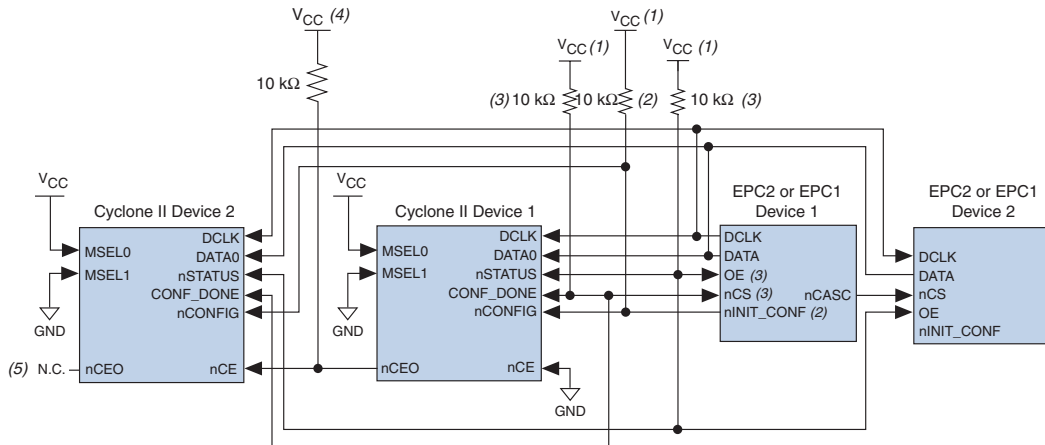 VCC (4)
VCC (1)
VCC (1)
VCC (1)
10 kΩ
(3) 10 kΩ
10 kΩ (2)
10 kΩ (3)
VCC
Cyclone II Device 2
MSEL0
MSEL1
DCLK
DATA0
nSTATUS
CONF_DONE
nCONFIG
GND
(5) N.C.
nCEO
nCE
VCC
Cyclone II Device 1
MSEL0
MSEL1
DCLK
DATA0
nSTATUS
CONF_DONE
nCONFIG
GND
nCEO
nCE
GND
EPC2 or EPC1
Device 1
DCLK
DATA
OE (3)
nCS (3)
nCASC
nINIT_CONF (2)
EPC2 or EPC1
Device 2
DCLK
DATA
nCS
OE
nINIT_CONF